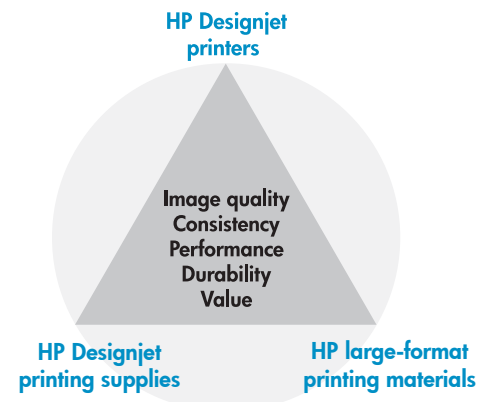 HP Designjet
printers
Image quality
Consistency
Performance
Durability
Value
HP Designjet
printing supplies
HP large-format
printing materials